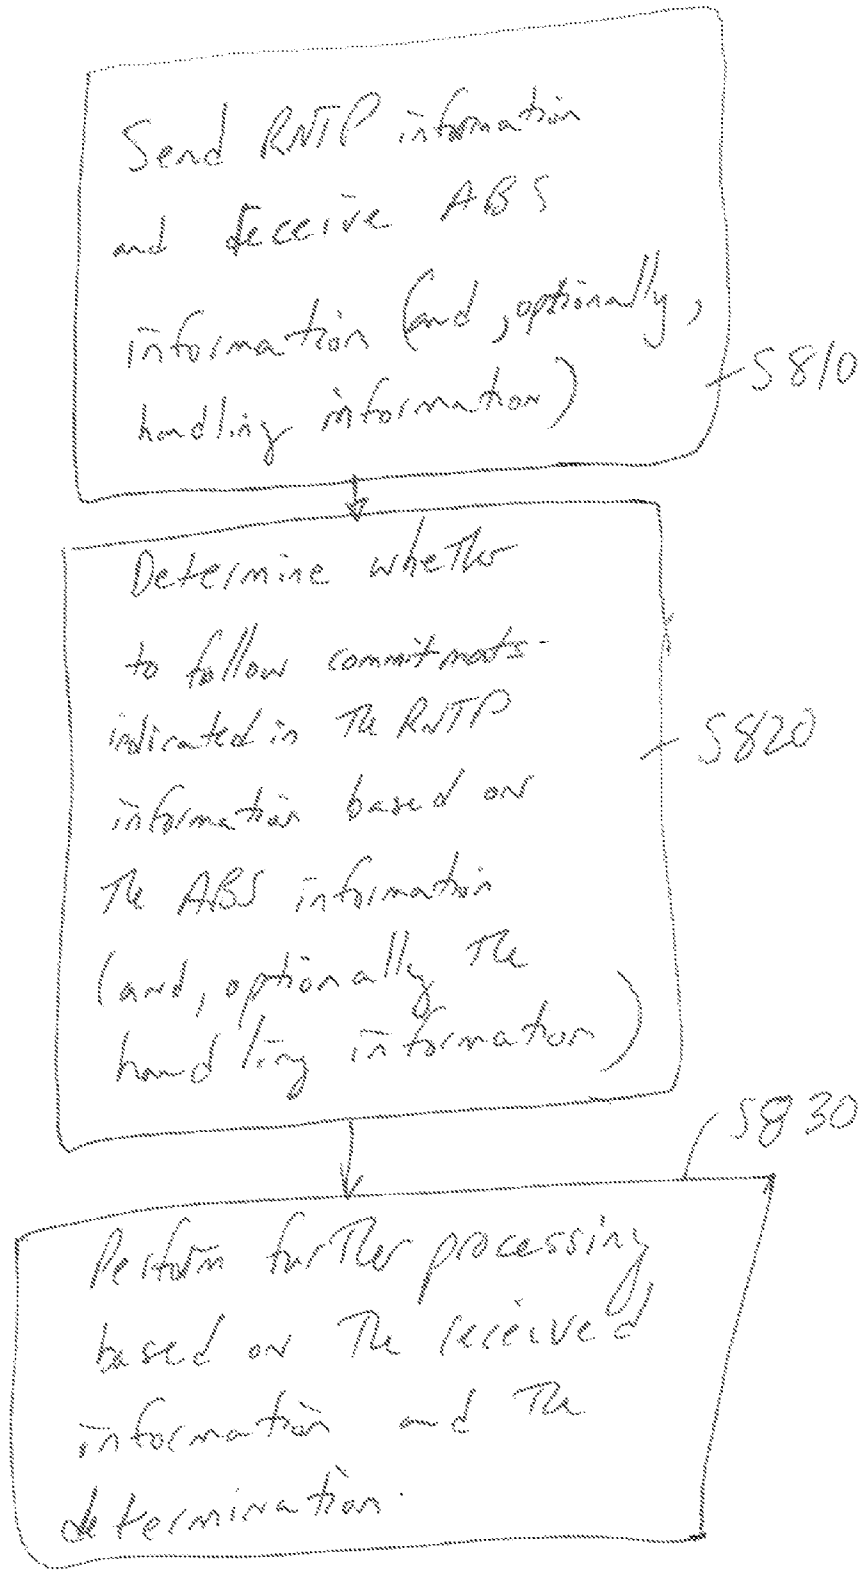 Send RNTP information
and receive ABS
information (and, optionally,
handling information)
S810
Determine whether
to follow commitments
indicated in the RNTP
information based on
the ABS information
(and, optionally the
handling information)
S820
S830
Perform further processing
based on the received
information and the
determination.